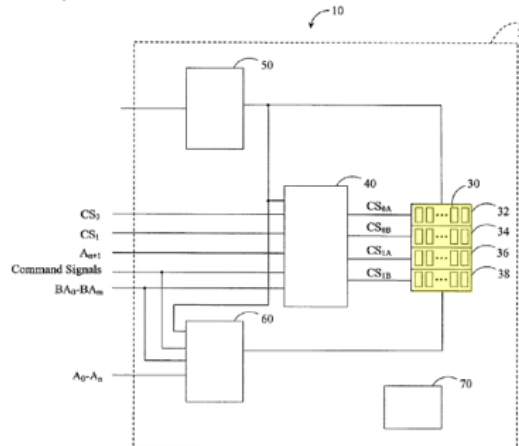 10
50
40
30
CS₀
CS₁
Aₙ₊₁
Command Signals
BA₀-BAₘ
CS₀A
CS₀B
CS₁A
CS₁B
32
34
36
38
60
A₀-Aₙ
70